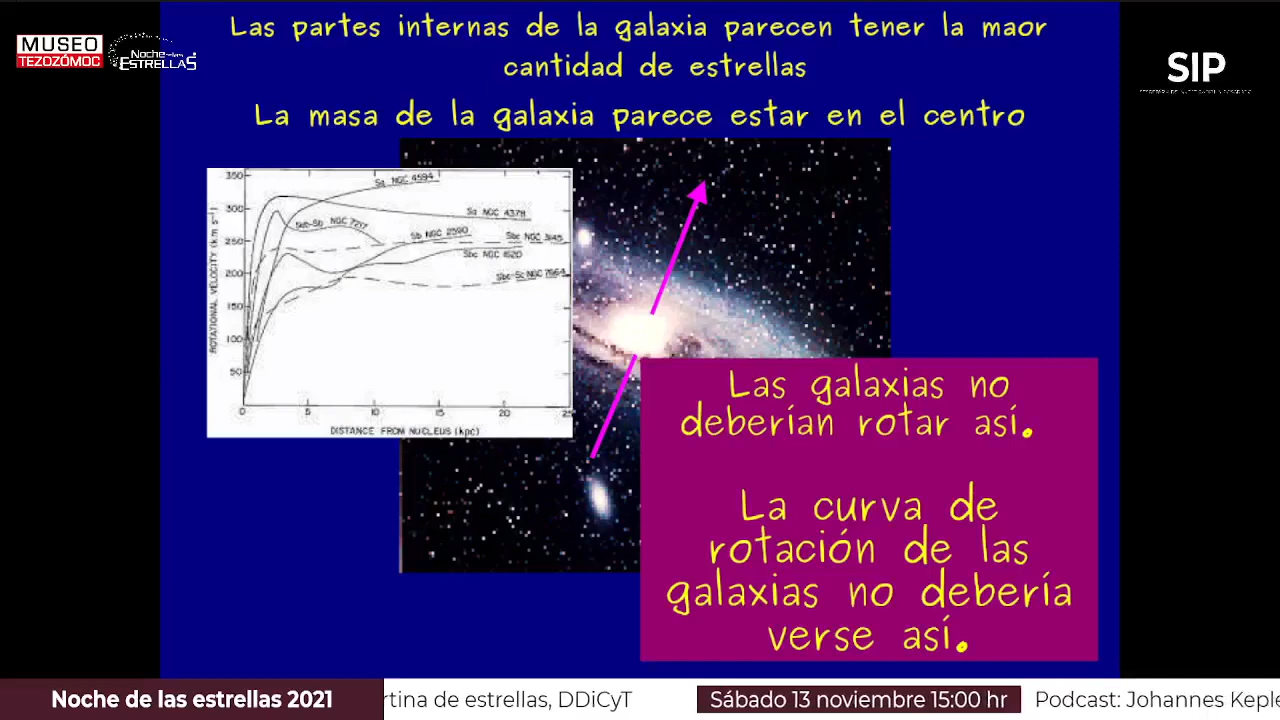 Las partes internas de la galaxia parecen tener la maor
cantidad de estrellas
La masa de la galaxia parece estar en el centro
MUSEO
TEZOZÓMOC
Noche de las
ESTRELLAS
SIP
350
300
250
200
150
100
50
0
5
10
15
20
25
ROTATIONAL VELOCITY (km s⁻¹)
DISTANCE FROM NUCLEUS (kpc)
Sa NGC 4594
Sa NGC 4378
Sab-Sb NGC 7217
Sb NGC 2590
Sbc NGC 3145
Sbc NGC 1620
Sbc-Sc NGC 7664
Las galaxias no
deberían rotar así.
La curva de
rotación de las
galaxias no debería
verse así.
Noche de las estrellas 2021
rtina de estrellas, DDiCyT
Sábado 13 noviembre 15:00 hr
Podcast: Johannes Keple